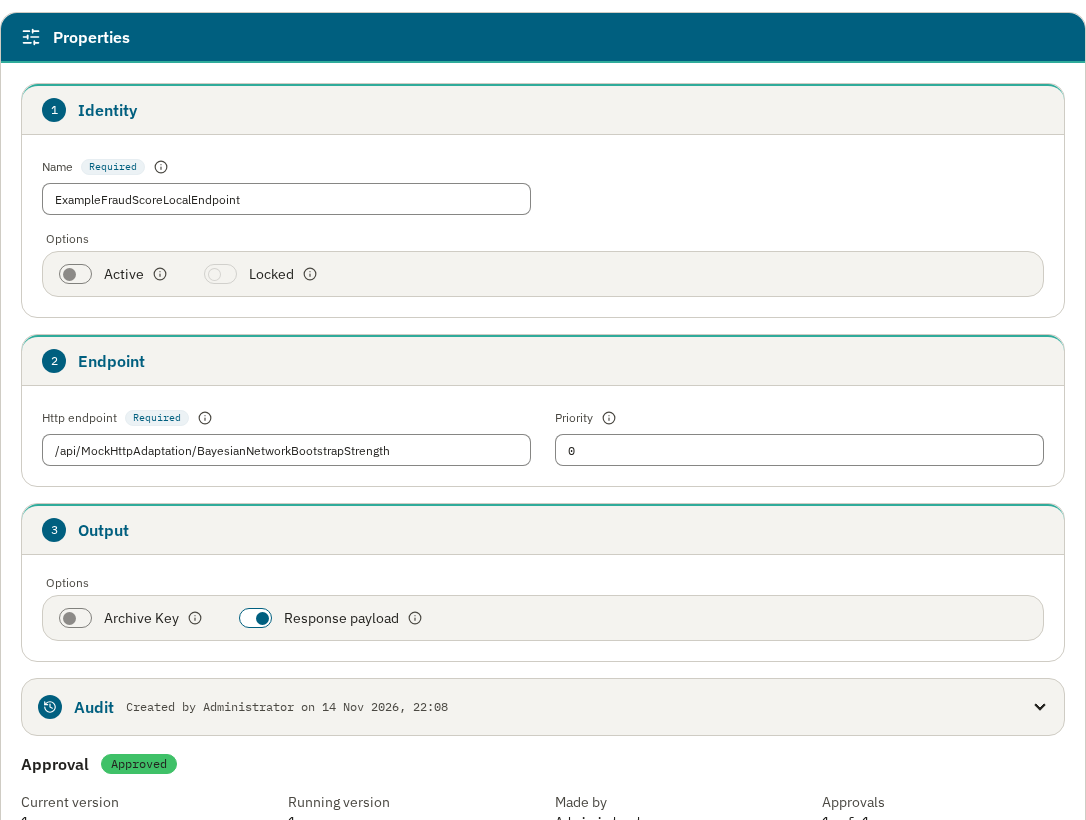 Properties
1 Identity
Name Required
ExampleFraudScoreLocalEndpoint
Options
Active Locked
2 Endpoint
Http endpoint Required Priority
/api/MockHttpAdaptation/BayesianNetworkBootstrapStrength 0
3 Output
Options
Archive Key Response payload
Audit Created by Administrator on 14 Nov 2026, 22:08
Approval Approved
Current version Running version Made by Approvals